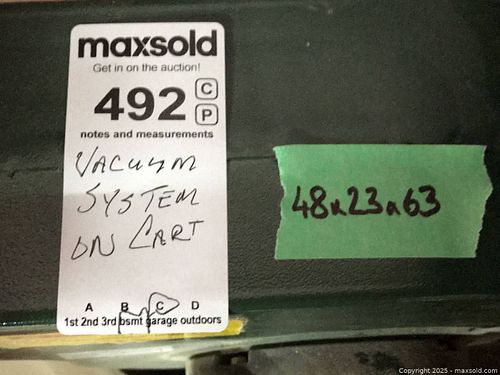 maxsold
Get in on the auction!
492 C
P
notes and measurements
VACUUM
SYSTEM
ON CART
A B C D
1st 2nd 3rd bsmt garage outdoors
48x23x63
Copyright 2025 - maxsold.com